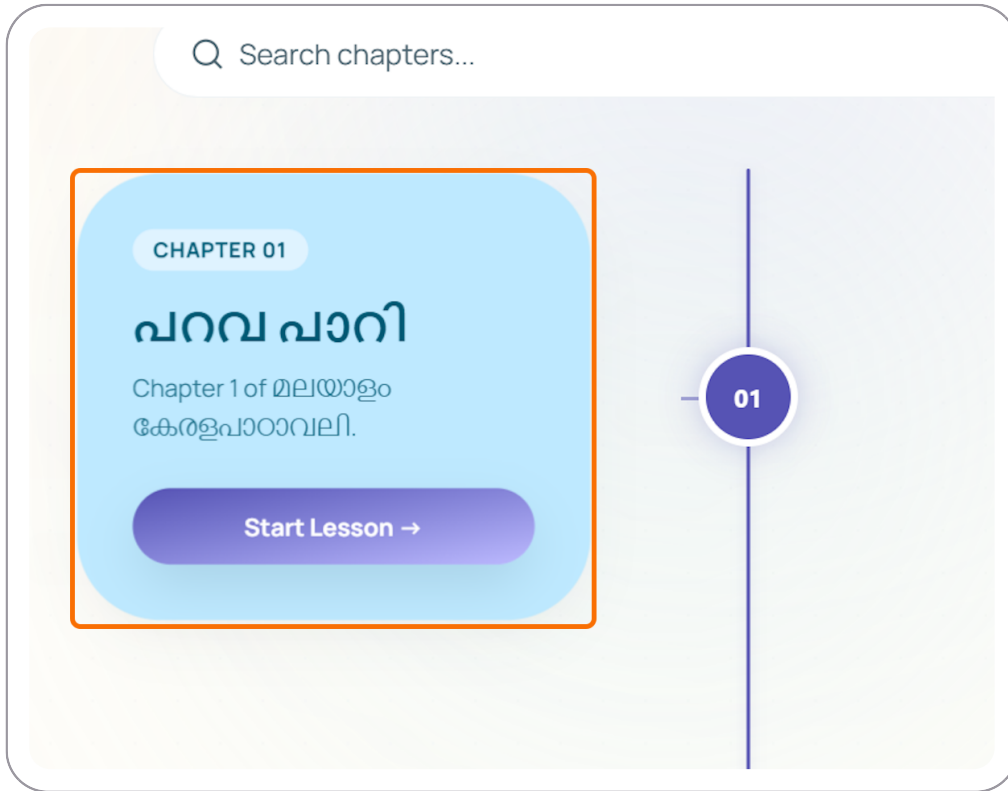 Search chapters...
CHAPTER 01
പറവ പാറി
Chapter 1 of മലയാളം
കേരളപാഠാവലി.
Start Lesson →
01